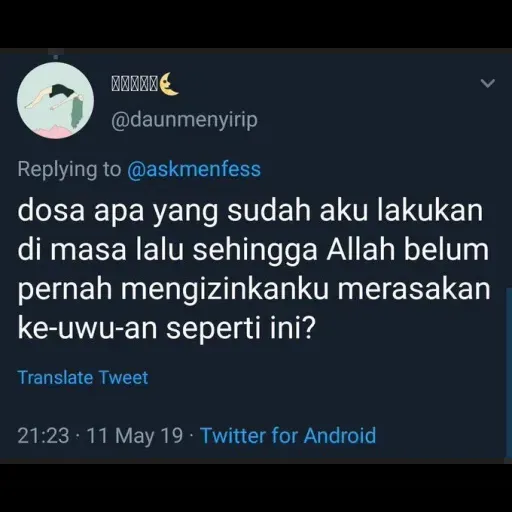 @daunmenyirip
Replying to @askmenfess
dosa apa yang sudah aku lakukan
di masa lalu sehingga Allah belum
pernah mengizinkanku merasakan
ke-uwu-an seperti ini?
Translate Tweet
21:23 · 11 May 19 · Twitter for Android